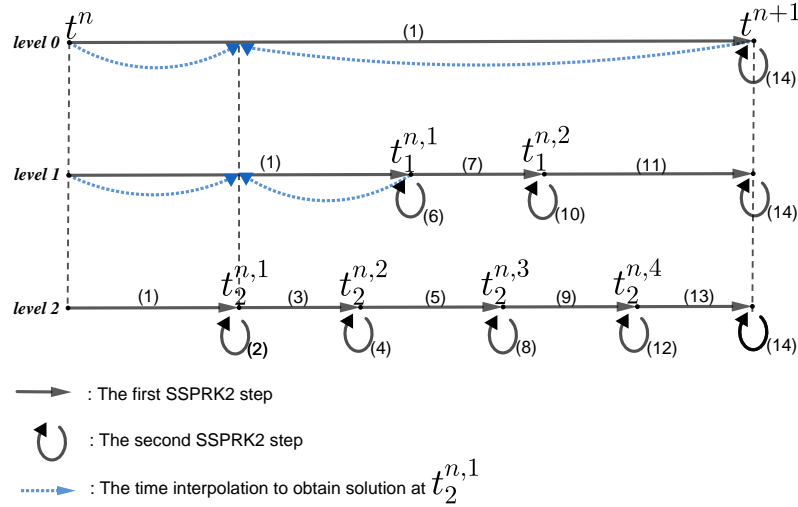 t^n t^{n+1}
level 0 (1)
(14)
t_1^{n,1} t_1^{n,2}
level 1 (1) (7) (11)
(6) (10) (14)
t_2^{n,1} t_2^{n,2} t_2^{n,3} t_2^{n,4}
level 2 (1) (3) (5) (9) (13)
(2) (4) (8) (12) (14)
: The first SSPRK2 step
: The second SSPRK2 step
: The time interpolation to obtain solution at t_2^{n,1}